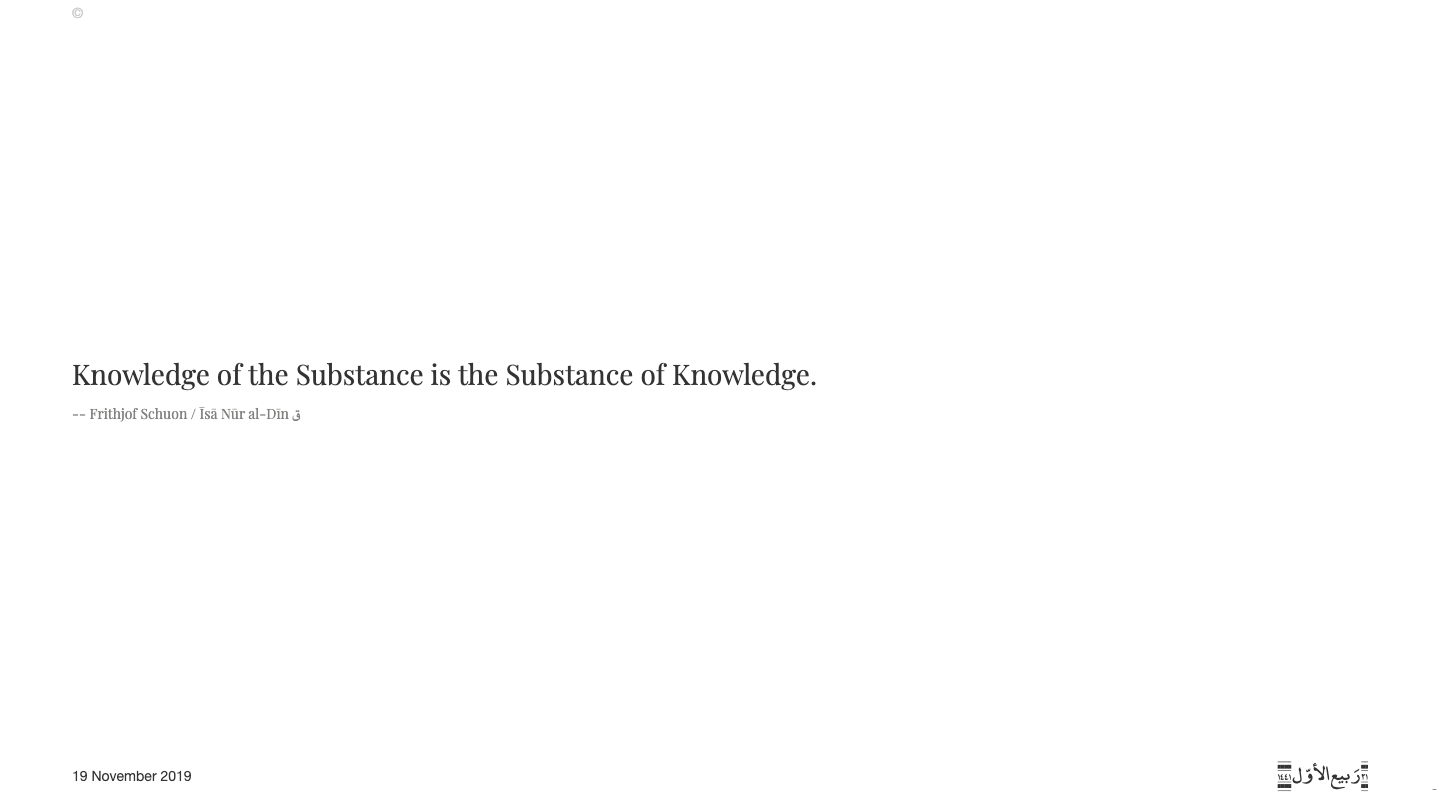 ©
Knowledge of the Substance is the Substance of Knowledge.
-- Frithjof Schuon / Īsā Nūr al-Dīn ق
19 November 2019
٢١ رَبيع الأوّل ١٤٤١